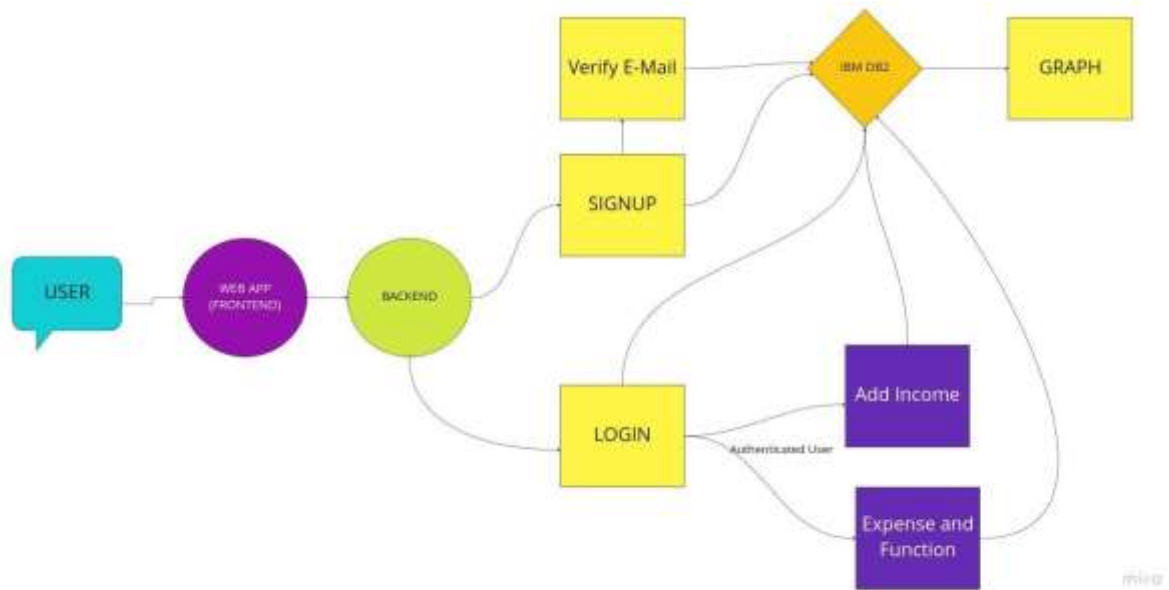 Verify E-Mail
IBM DB2
GRAPH
SIGNUP
USER
WEB APP
(FRONTEND)
BACKEND
Add Income
LOGIN
Authenticated User
Expense and
Function
miro